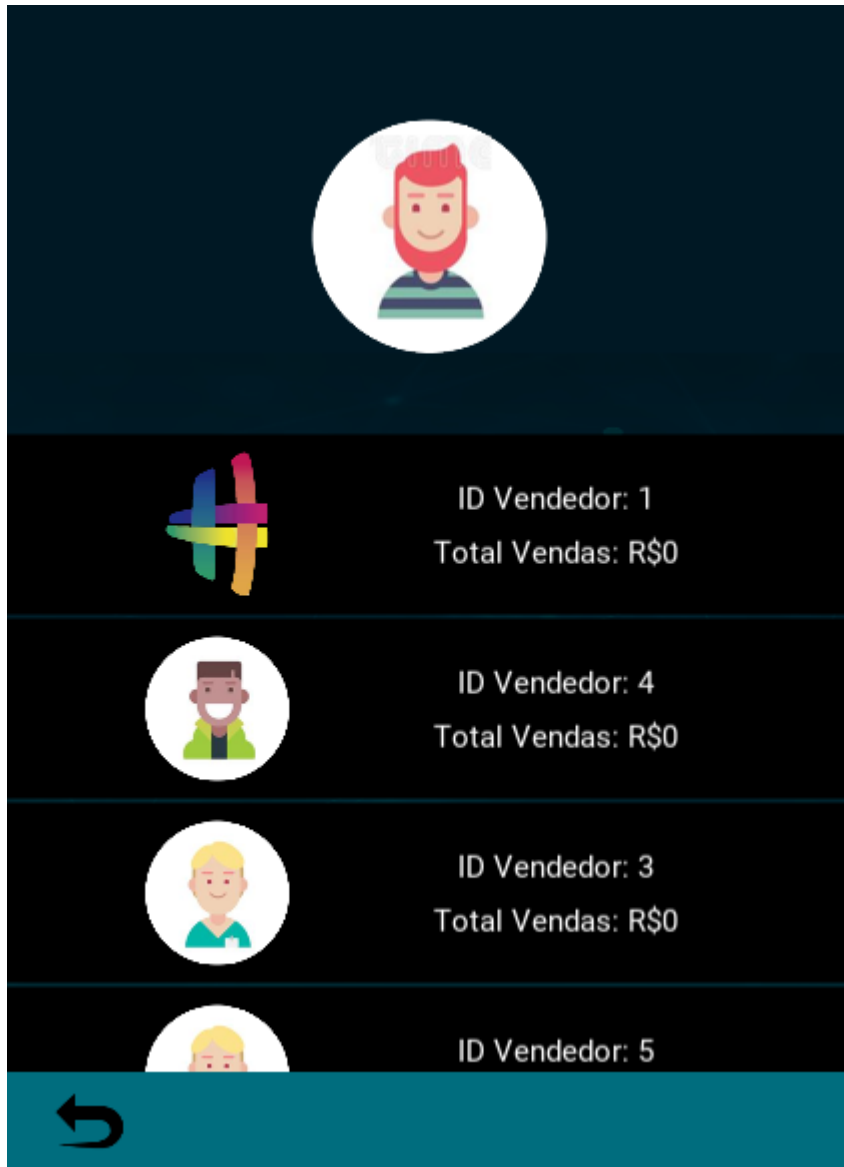 ID Vendedor: 1
Total Vendas: R$0
ID Vendedor: 4
Total Vendas: R$0
ID Vendedor: 3
Total Vendas: R$0
ID Vendedor: 5